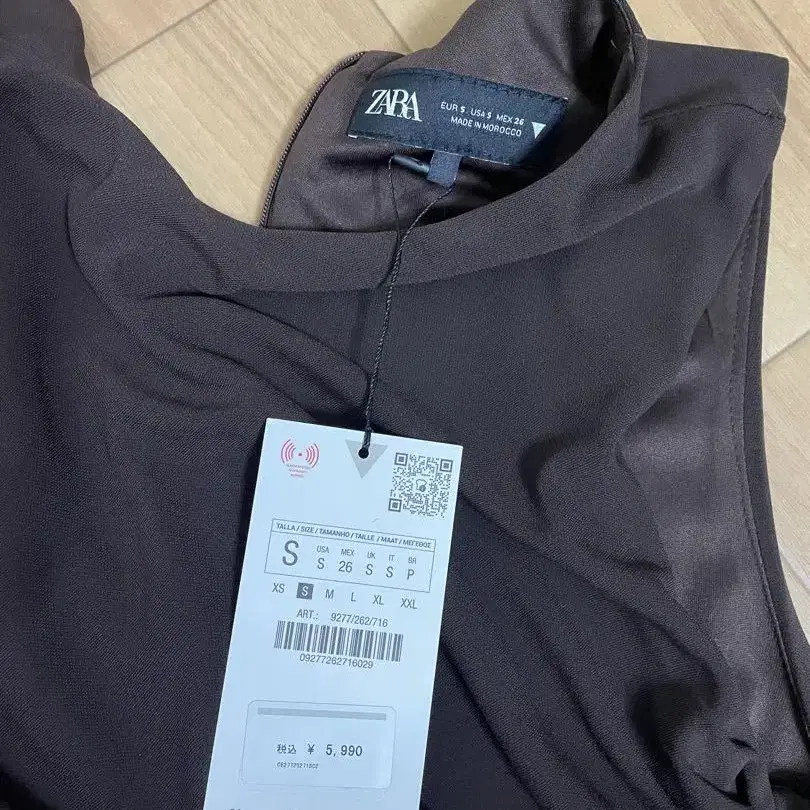 ZARA
EUR S USA S MEX 26
MADE IN MOROCCO
TALLA / SIZE / TAMANHO / TAILLE / MAAT / ΜΕΓΕΘΟΣ
S
USA MEX UK IT BR
S 26 S S P
XS S M L XL XXL
ART.: 9277/262/716
09277262716029
税込 ¥ 5,990